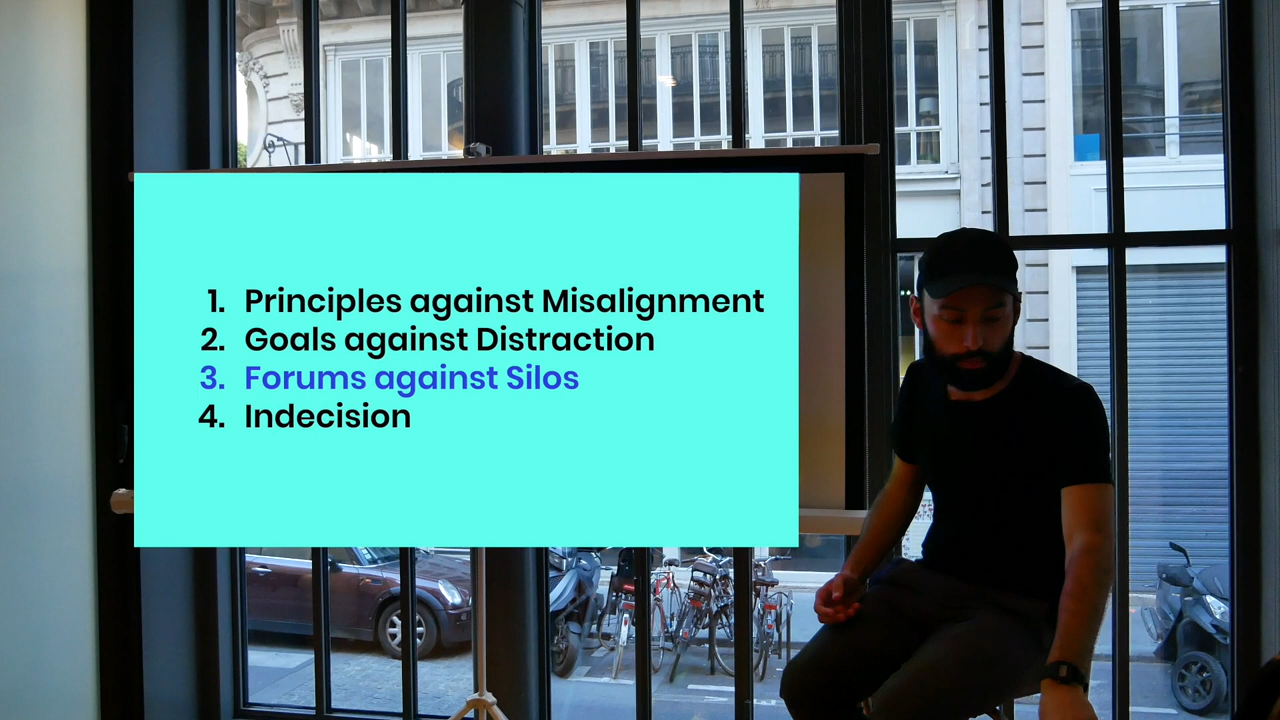 1. Principles against Misalignment
2. Goals against Distraction
3. Forums against Silos
4. Indecision